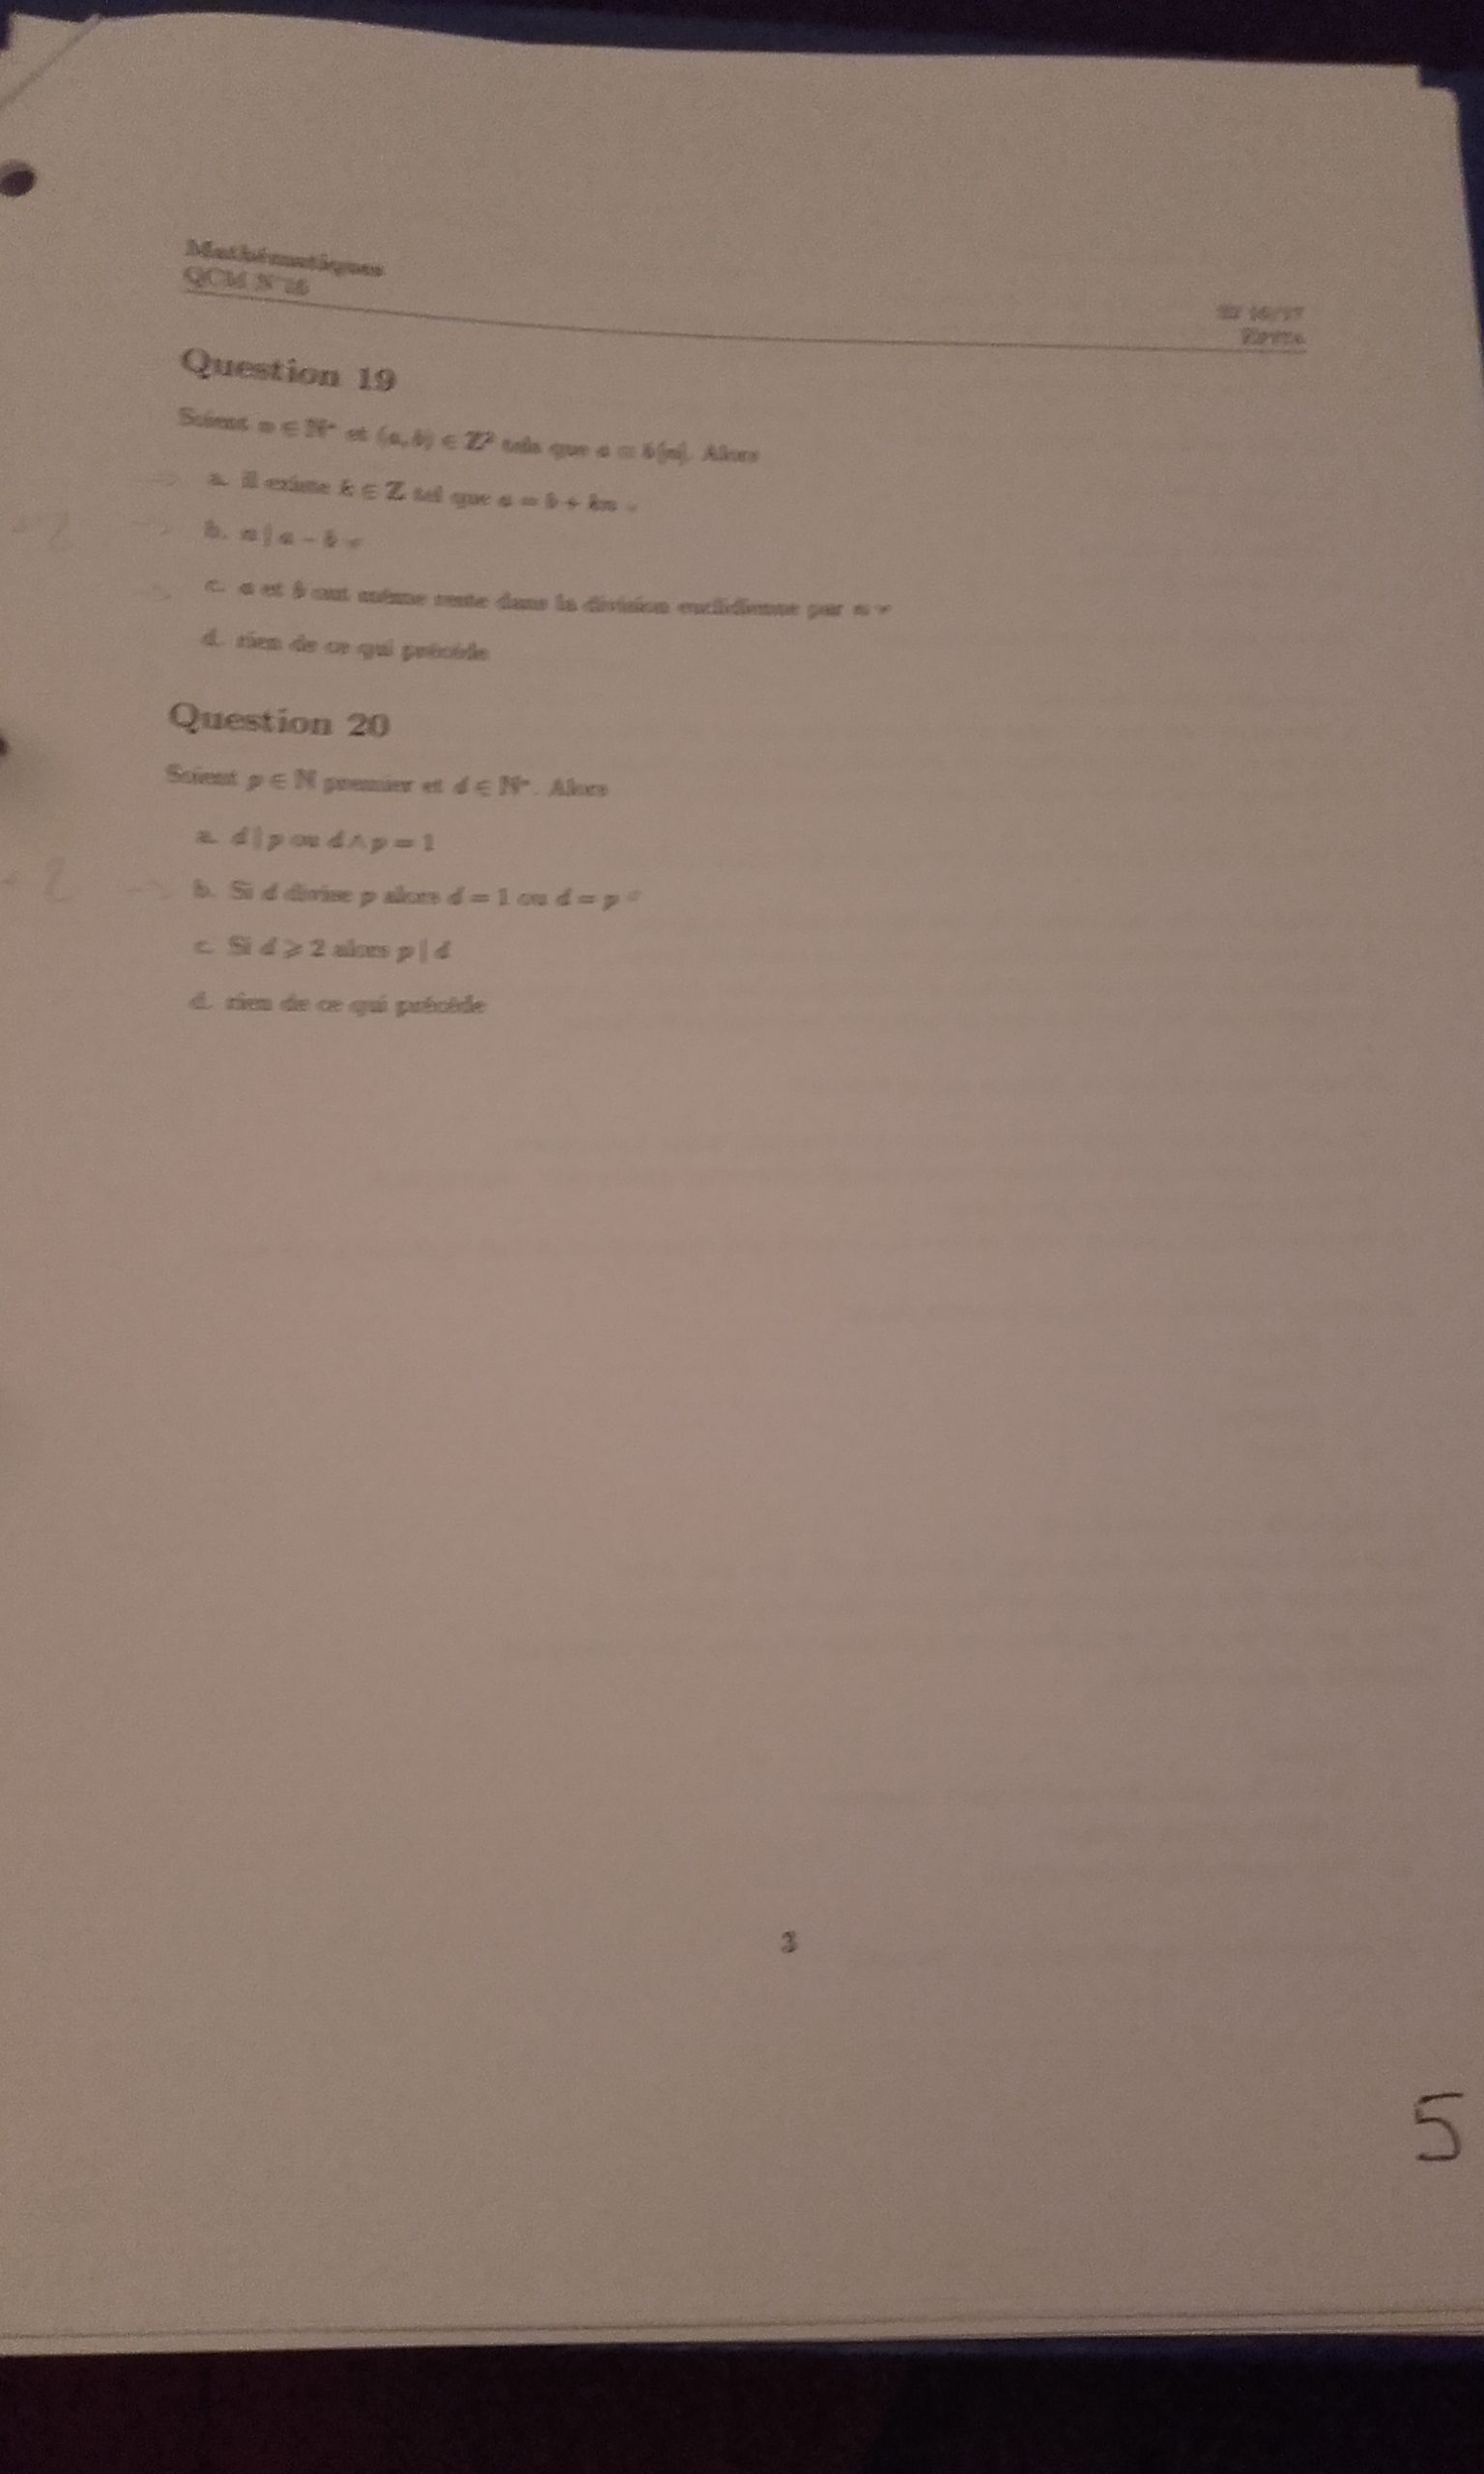 Mathématiques
QCM N°16
Epita
Question 19
Soient n ∈ ℕ* et (a, b) ∈ ℤ² tels que a ≡ b[n]. Alors
a. il existe k ∈ ℤ tel que a = b + kn
b. n | a − b
c. a et b ont même reste dans la division euclidienne par n
d. rien de ce qui précède
Question 20
Soient p ∈ ℕ premier et d ∈ ℕ*. Alors
a. d | p ou d ∧ p = 1
b. Si d divise p alors d = 1 ou d = p
c. Si d ⩾ 2 alors p | d
d. rien de ce qui précède
3
5